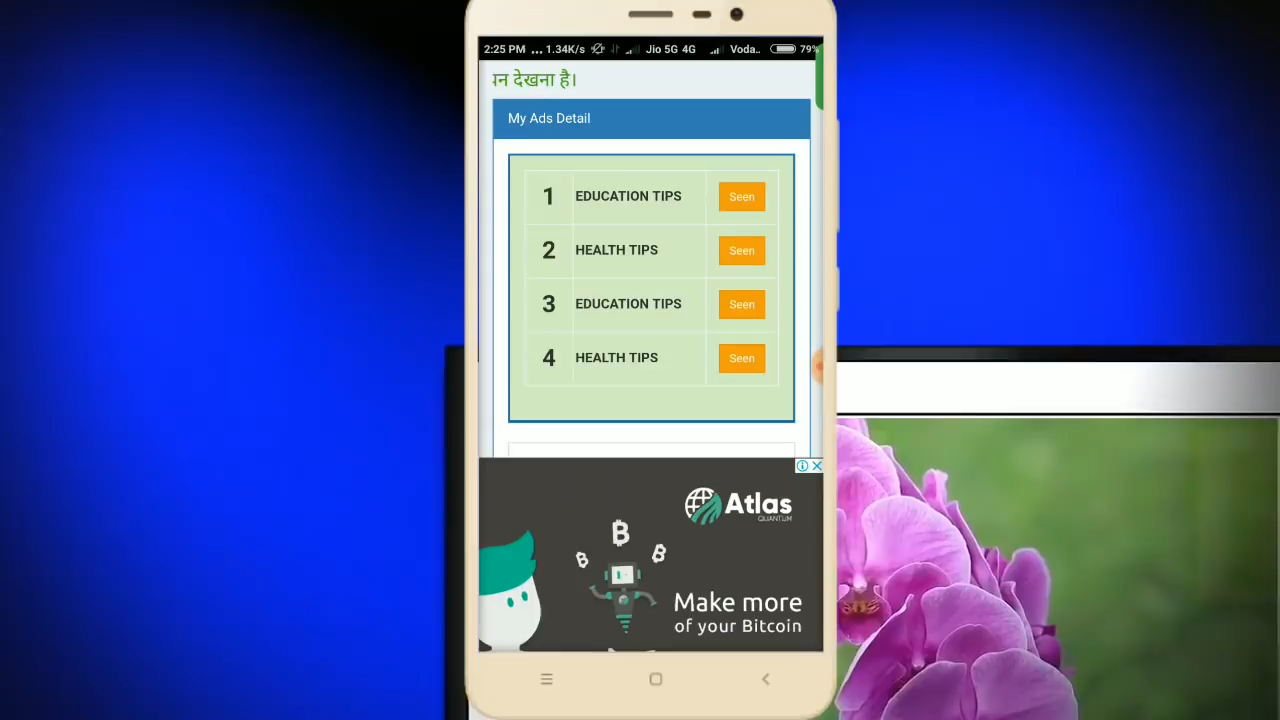 2:25 PM ... 1.34K/s Jio 5G 4G Voda.. 79%
देखना है।
My Ads Detail
1 EDUCATION TIPS Seen
2 HEALTH TIPS Seen
3 EDUCATION TIPS Seen
4 HEALTH TIPS Seen
Atlas
QUANTUM
Make more
of your Bitcoin